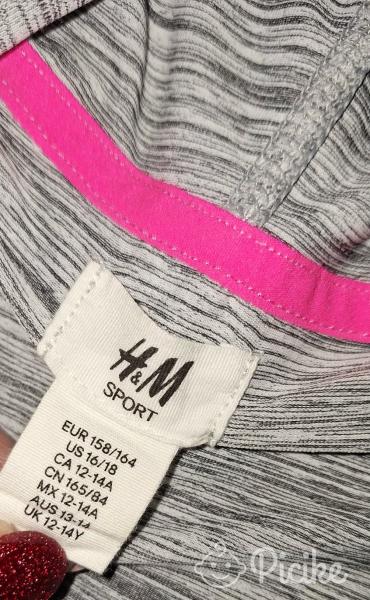 H&M
SPORT
EUR 158/164
US 16/18
CA 12-14A
CN 165/84
MX 12-14A
AUS 13-14
UK 12-14Y
Picike